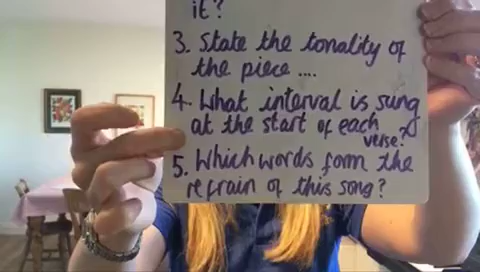 it?
3. State the tonality of
the piece ....
4. What interval is sung
at the start of each
verse?
5. Which words form the
refrain of this song?